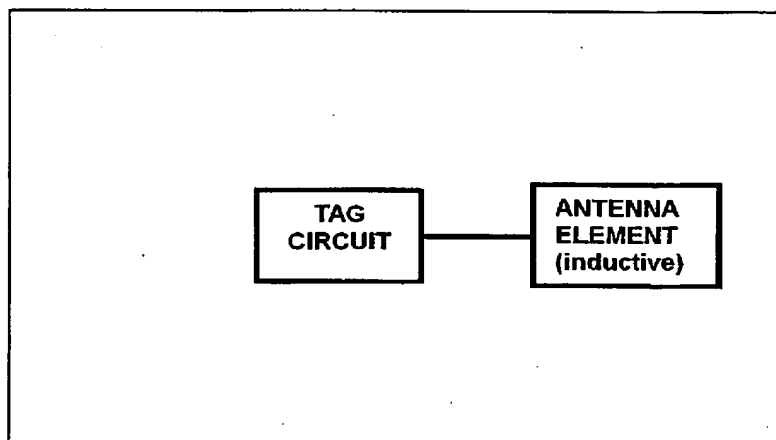 TAG
CIRCUIT
ANTENNA
ELEMENT
(inductive)